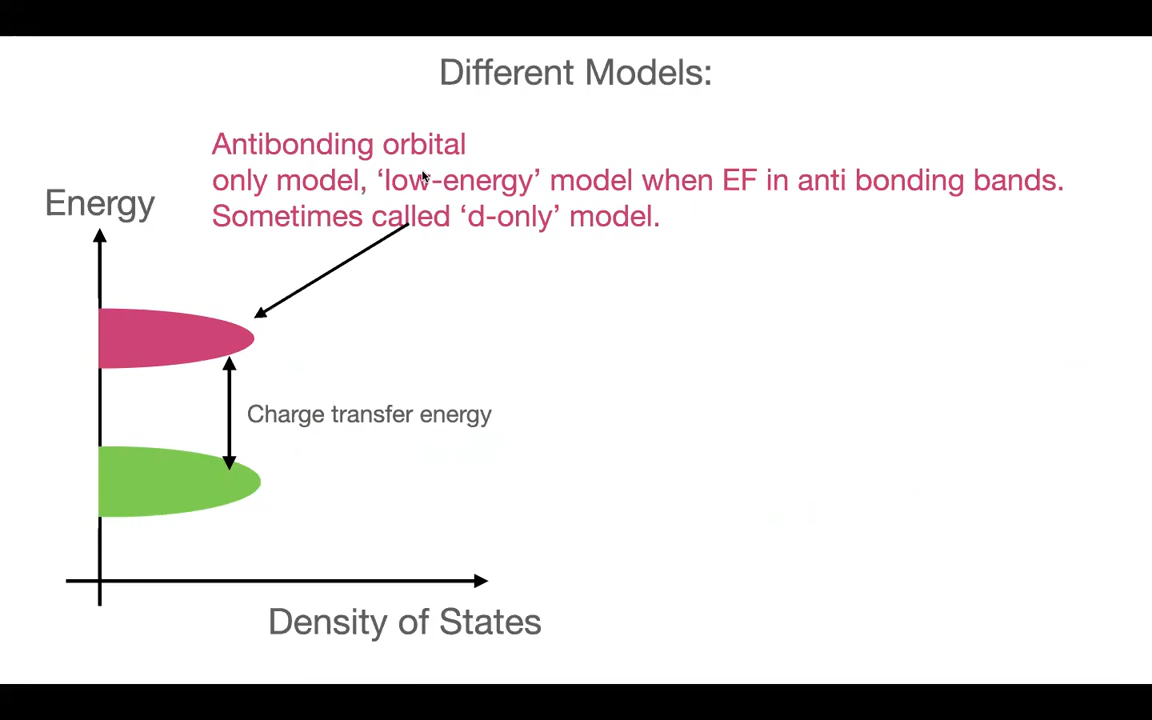 Different Models:
Antibonding orbital
only model, ‘low-energy’ model when EF in anti bonding bands.
Sometimes called ‘d-only’ model.
Energy
Charge transfer energy
Density of States